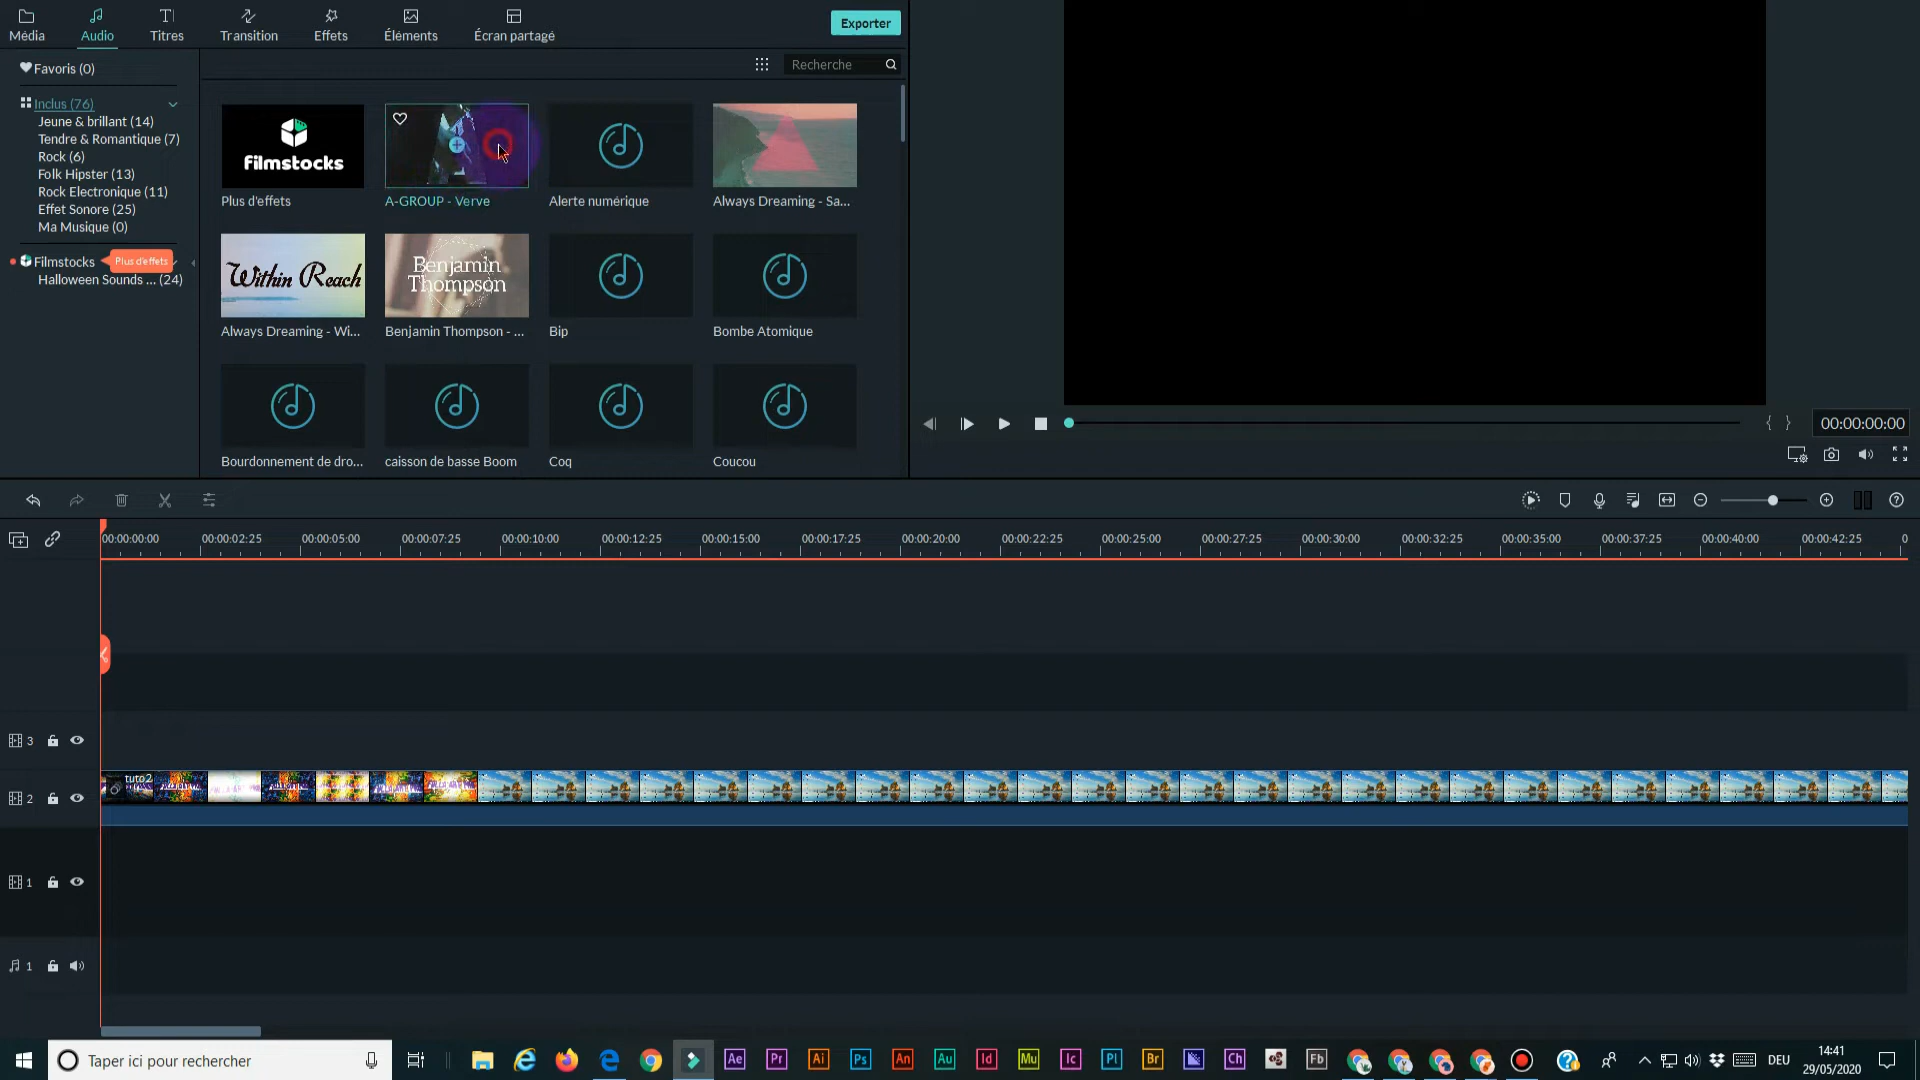 Média
Audio
Titres
Transition
Effets
Éléments
Écran partagé
Exporter
Favoris (0)
Recherche
Inclus (76)
Jeune & brillant (14)
Tendre & Romantique (7)
Rock (6)
Folk Hipster (13)
Rock Electronique (11)
Effet Sonore (25)
Ma Musique (0)
Filmstocks
Plus d'effets
Halloween Sounds ... (24)
filmstocks
Plus d'effets
A-GROUP - Verve
Alerte numérique
Always Dreaming - Sa...
Within Reach
Benjamin
Thompson
Always Dreaming - Wi...
Benjamin Thompson - ...
Bip
Bombe Atomique
Bourdonnement de dro...
caisson de basse Boom
Coq
Coucou
{ }
00:00:00:00
00:00:00:00
00:00:02:25
00:00:05:00
00:00:07:25
00:00:10:00
00:00:12:25
00:00:15:00
00:00:17:25
00:00:20:00
00:00:22:25
00:00:25:00
00:00:27:25
00:00:30:00
00:00:32:25
00:00:35:00
00:00:37:25
00:00:40:00
00:00:42:25
0
3
tuto2
2
1
1
Taper ici pour rechercher
Ae
Pr
Ai
Ps
An
Au
Id
Mu
Ic
Pl
Br
Ch
Fb
DEU
14:41
29/05/2020